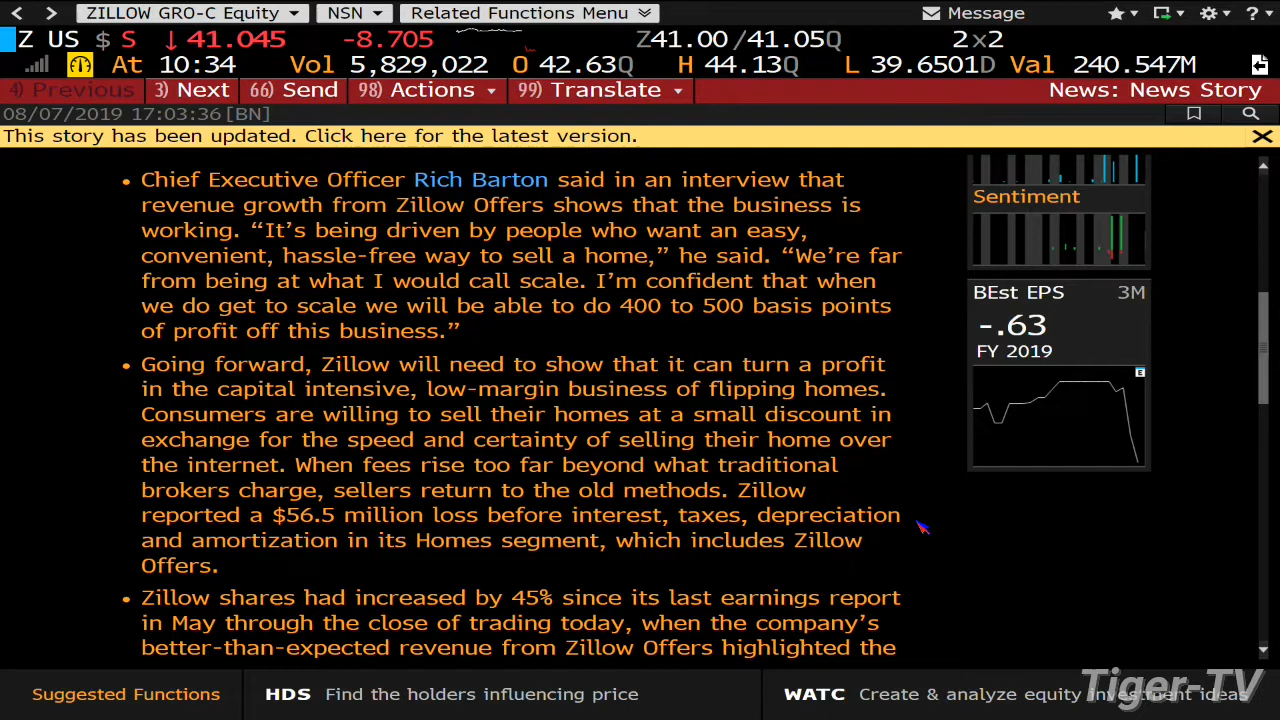 ZILLOW GRO-C Equity NSN Related Functions Menu Message ?
Z US $ S ↓ 41.045 -8.705 Z41.00/41.05Q 2x2
At 10:34 Vol 5,829,022 O 42.63Q H 44.13Q L 39.6501D Val 240.547M
4) Previous 3) Next 66) Send 98) Actions 99) Translate News: News Story
08/07/2019 17:03:36 [BN]
This story has been updated. Click here for the latest version.
• Chief Executive Officer Rich Barton said in an interview that
revenue growth from Zillow Offers shows that the business is
working. “It’s being driven by people who want an easy,
convenient, hassle-free way to sell a home,” he said. “We’re far
from being at what I would call scale. I’m confident that when
we do get to scale we will be able to do 400 to 500 basis points
of profit off this business.”
• Going forward, Zillow will need to show that it can turn a profit
in the capital intensive, low-margin business of flipping homes.
Consumers are willing to sell their homes at a small discount in
exchange for the speed and certainty of selling their home over
the internet. When fees rise too far beyond what traditional
brokers charge, sellers return to the old methods. Zillow
reported a $56.5 million loss before interest, taxes, depreciation
and amortization in its Homes segment, which includes Zillow
Offers.
• Zillow shares had increased by 45% since its last earnings report
in May through the close of trading today, when the company’s
better-than-expected revenue from Zillow Offers highlighted the
Sentiment
BEst EPS 3M
-.63
FY 2019
E
Suggested Functions HDS Find the holders influencing price WATC Create & analyze equity investment ideas
Tiger-TV